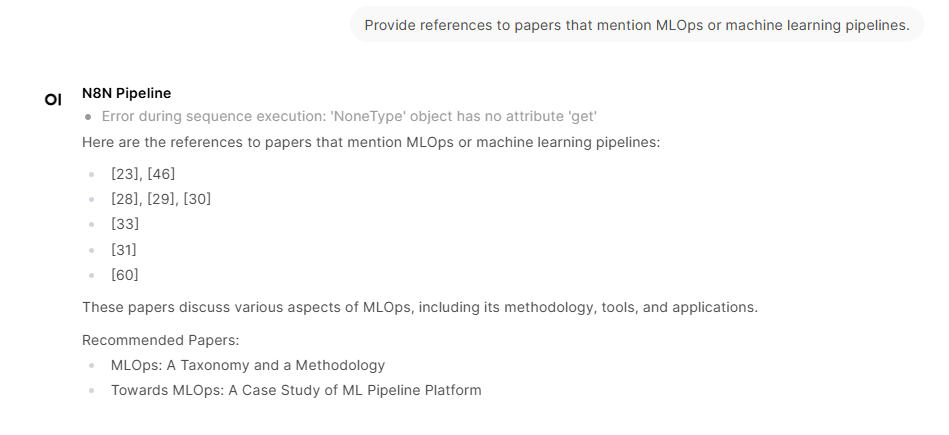 Provide references to papers that mention MLOps or machine learning pipelines.
OI
N8N Pipeline
Error during sequence execution: 'NoneType' object has no attribute 'get'
Here are the references to papers that mention MLOps or machine learning pipelines:
[23], [46]
[28], [29], [30]
[33]
[31]
[60]
These papers discuss various aspects of MLOps, including its methodology, tools, and applications.
Recommended Papers:
MLOps: A Taxonomy and a Methodology
Towards MLOps: A Case Study of ML Pipeline Platform